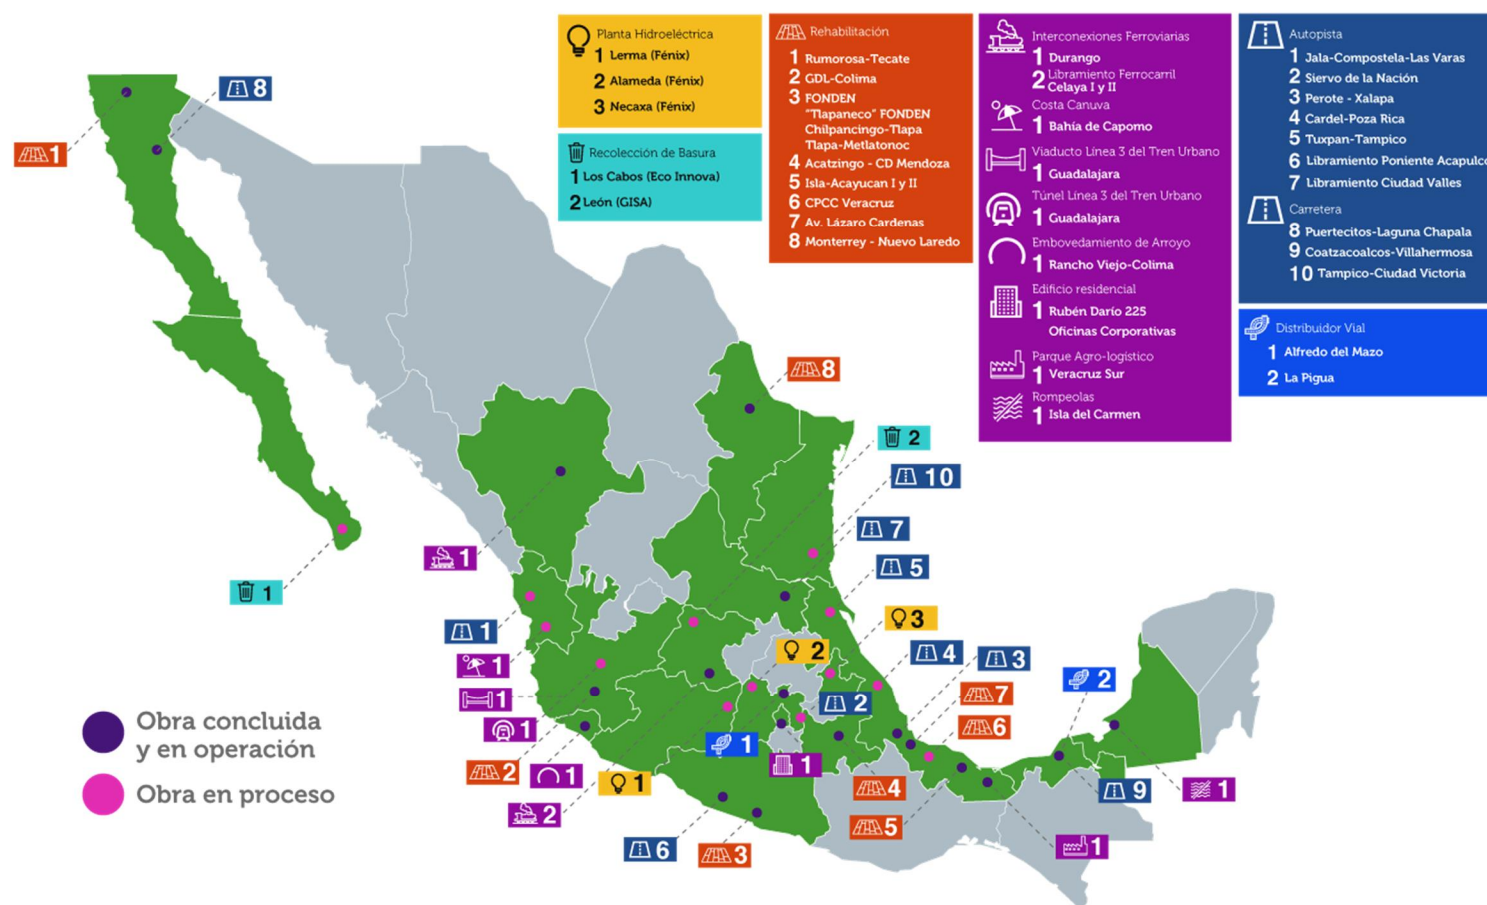 Planta Hidroeléctrica
1 Lerma (Fénix)
2 Alameda (Fénix)
3 Necaxa (Fénix)
Recolección de Basura
1 Los Cabos (Eco Innova)
2 León (GISA)
Rehabilitación
1 Rumorosa-Tecate
2 GDL-Colima
3 FONDEN
"Tlapaneco" FONDEN
Chilpancingo-Tlapa
Tlapa-Metlatonoc
4 Acatzingo - CD Mendoza
5 Isla-Acayucan I y II
6 CPCC Veracruz
7 Av. Lázaro Cardenas
8 Monterrey - Nuevo Laredo
Interconexiones Ferroviarias
1 Durango
2 Libramiento Ferrocarril
Celaya I y II
Costa Canuva
1 Bahía de Capomo
Viaducto Línea 3 del Tren Urbano
1 Guadalajara
Túnel Línea 3 del Tren Urbano
1 Guadalajara
Embovedamiento de Arroyo
1 Rancho Viejo-Colima
Edificio residencial
1 Rubén Darío 225
Oficinas Corporativas
Parque Agro-logístico
1 Veracruz Sur
Rompeolas
1 Isla del Carmen
Autopista
1 Jala-Compostela-Las Varas
2 Siervo de la Nación
3 Perote - Xalapa
4 Cardel-Poza Rica
5 Tuxpan-Tampico
6 Libramiento Poniente Acapulco
7 Libramiento Ciudad Valles
Carretera
8 Puertecitos-Laguna Chapala
9 Coatzacoalcos-Villahermosa
10 Tampico-Ciudad Victoria
Distribuidor Vial
1 Alfredo del Mazo
2 La Pigua
8
1
8
2
10
7
1
5
1
3
1
2
4
3
2
1
7
1
2
6
1
1
2
1
1
4
9
1
2
1
5
6
3
1
Obra concluida
y en operación
Obra en proceso